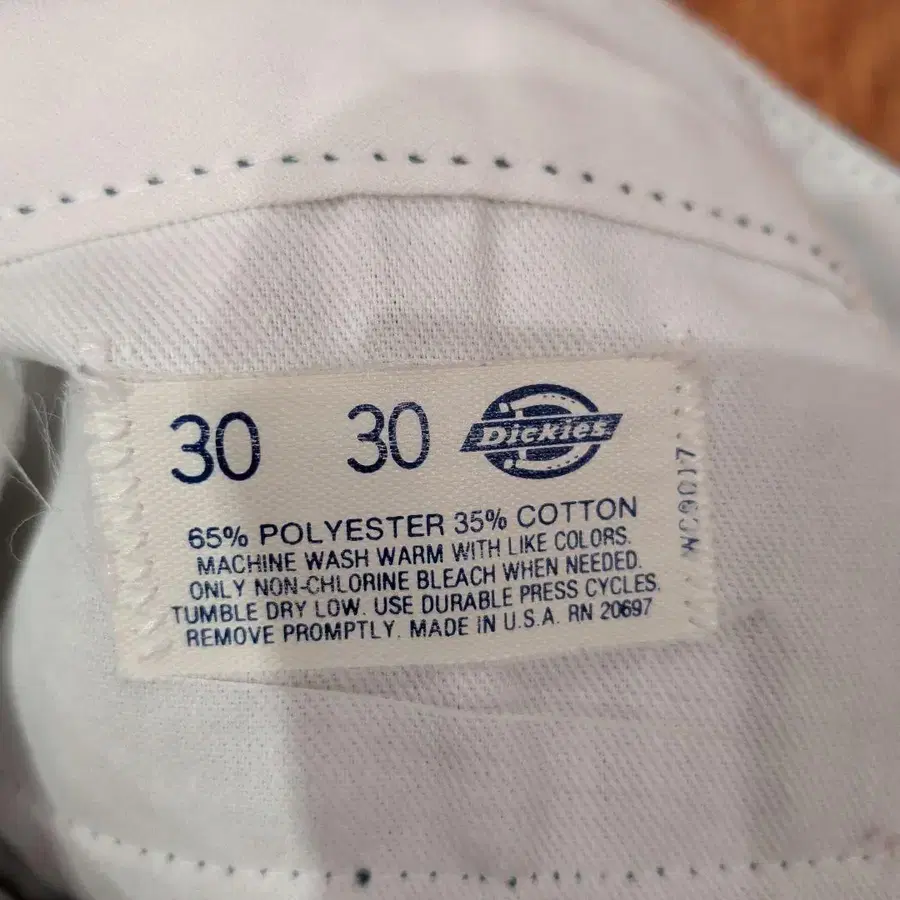 30 30 Dickies
65% POLYESTER 35% COTTON
MACHINE WASH WARM WITH LIKE COLORS.
ONLY NON-CHLORINE BLEACH WHEN NEEDED.
TUMBLE DRY LOW. USE DURABLE PRESS CYCLES.
REMOVE PROMPTLY. MADE IN U.S.A. RN 20697